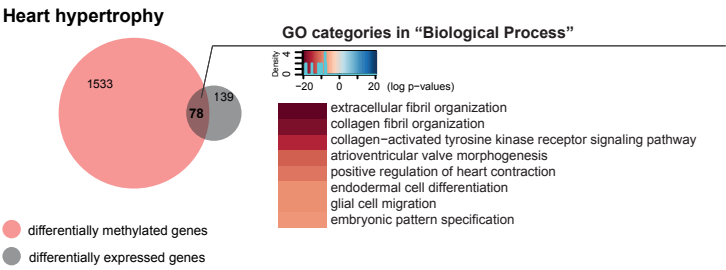 Heart hypertrophy
GO categories in “Biological Process”
1533
139
78
Density
0 4
−20 0 20 (log p-values)
extracellular fibril organization
collagen fibril organization
collagen−activated tyrosine kinase receptor signaling pathway
atrioventricular valve morphogenesis
positive regulation of heart contraction
endodermal cell differentiation
glial cell migration
embryonic pattern specification
differentially methylated genes
differentially expressed genes